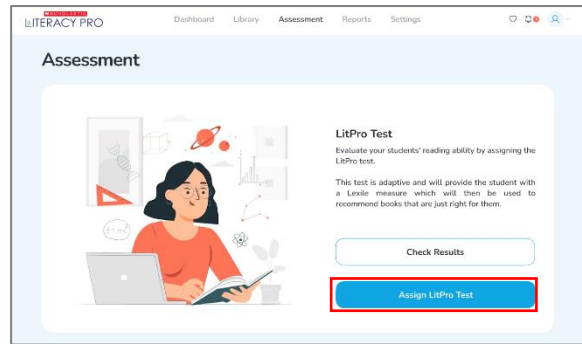 SCHOLASTIC
LITERACY PRO
Dashboard Library Assessment Reports Settings
Assessment
LitPro Test
Evaluate your students' reading ability by assigning the
LitPro test.
This test is adaptive and will provide the student with
a Lexile measure which will then be used to
recommend books that are just right for them.
Check Results
Assign LitPro Test